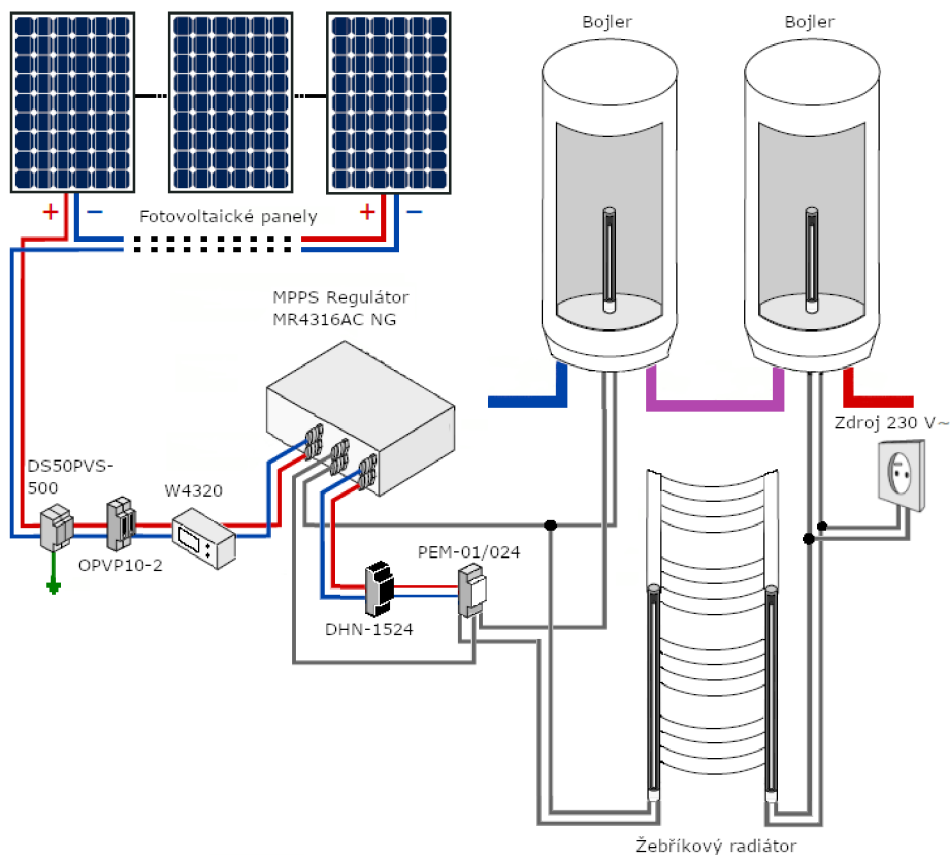 Bojler
Bojler
+
−
Fotovoltaické panely
+
−
MPPS Regulátor
MR4316AC NG
Zdroj 230 V~
DS50PVS-
500
W4320
OPVP10-2
PEM-01/024
DHN-1524
Žebříkový radiátor